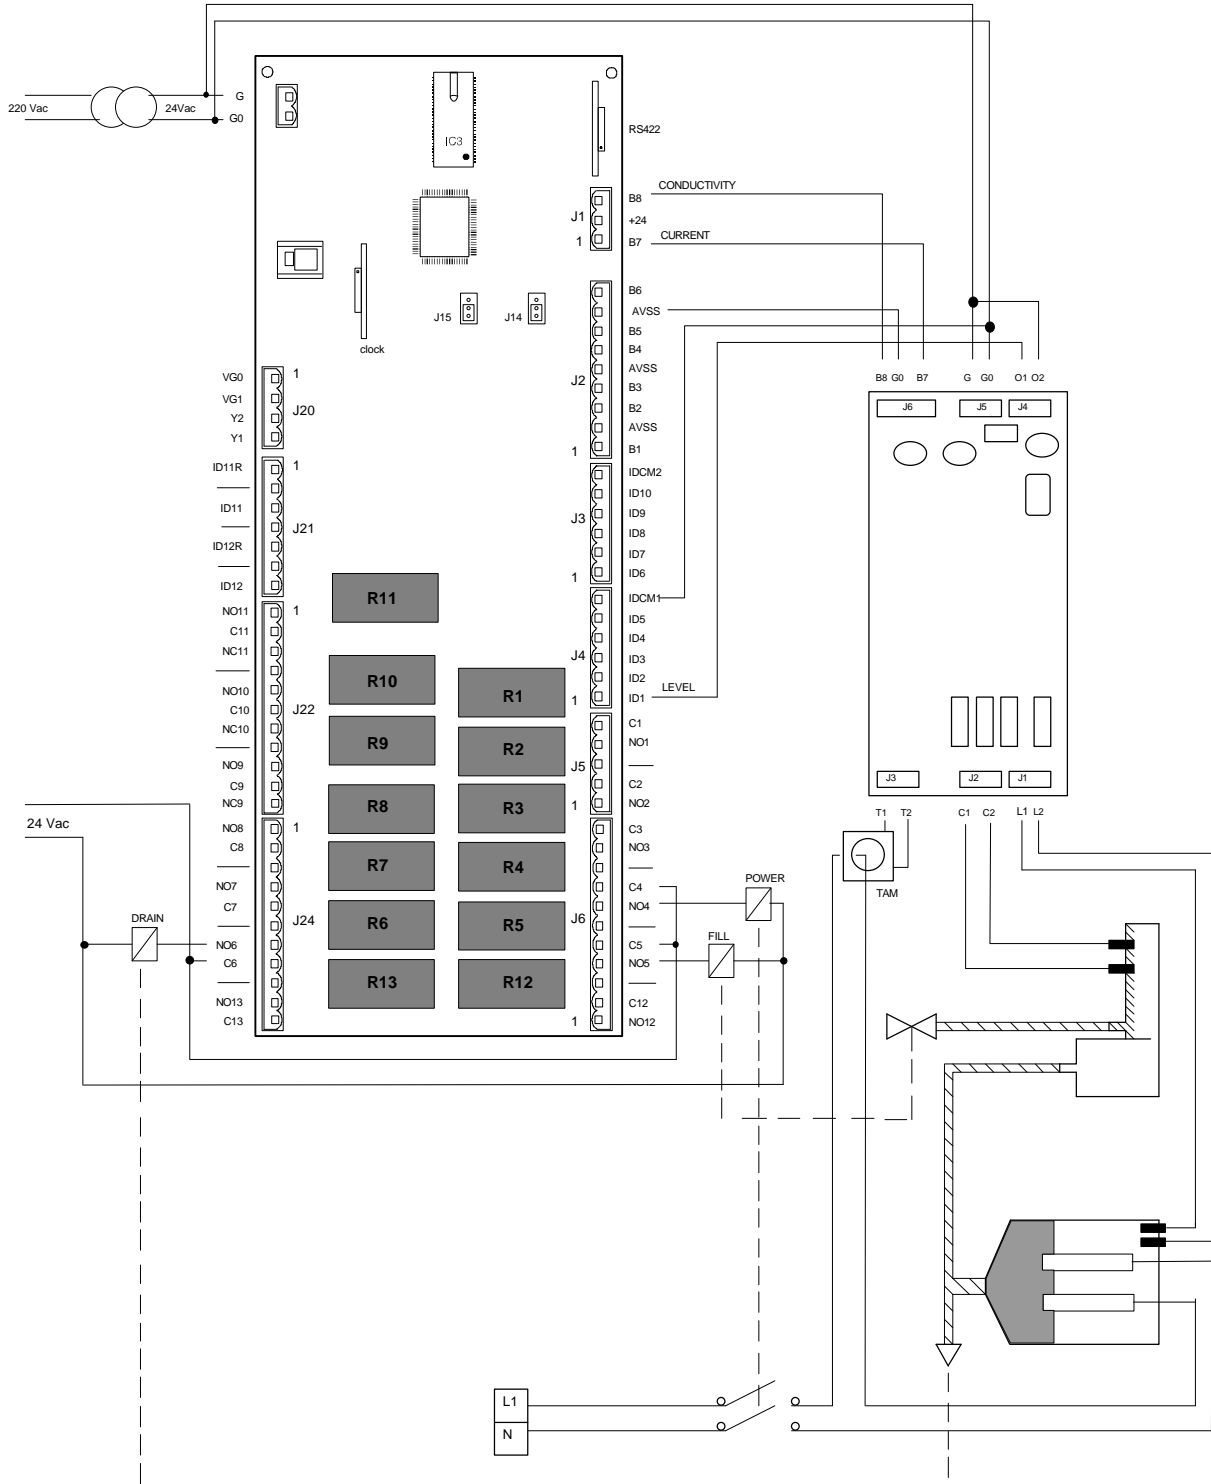 220 Vac
24Vac
G
G0
IC3
RS422
J1
1
B8
+24
B7
CONDUCTIVITY
CURRENT
J15
J14
clock
J2
1
B6
AVSS
B5
B4
AVSS
B3
B2
AVSS
B1
VG0
VG1
Y2
Y1
1
J20
ID11R
ID11
ID12R
ID12
1
J21
J3
1
IDCM2
ID10
ID9
ID8
ID7
ID6
J4
1
IDCM1
ID5
ID4
ID3
ID2
ID1
LEVEL
NO11
C11
NC11
NO10
C10
NC10
NO9
C9
NC9
1
J22
J5
1
C1
NO1
C2
NO2
NO8
C8
NO7
C7
NO6
C6
NO13
C13
1
J24
J6
1
C3
NO3
C4
NO4
C5
NO5
C12
NO12
R11
R10
R1
R9
R2
R8
R3
R7
R4
R6
R5
R13
R12
24 Vac
DRAIN
POWER
FILL
B8 G0 B7 G G0 O1 O2
J6 J5 J4
J3 J2 J1
T1 T2 C1 C2 L1 L2
TAM
L1
N